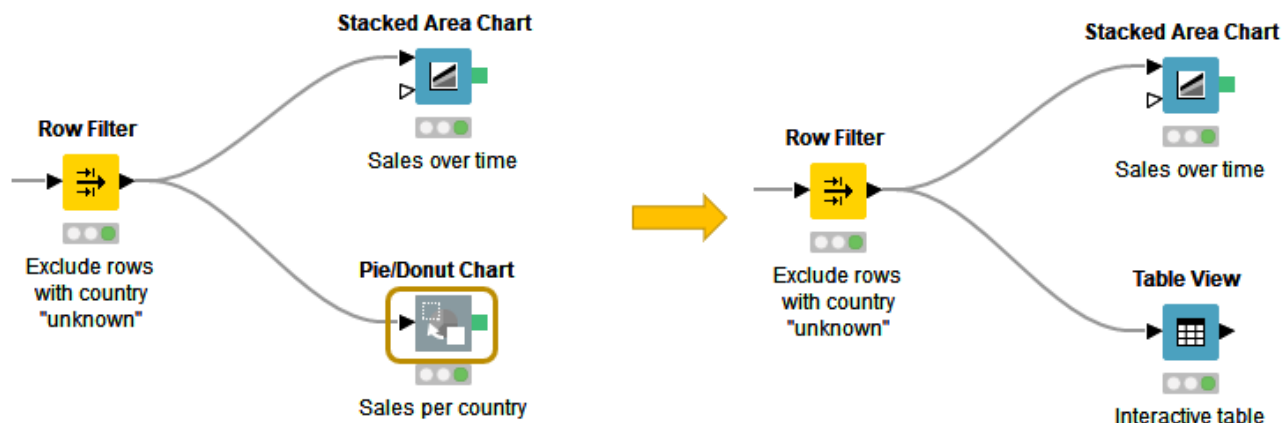 Stacked Area Chart
Sales over time
Row Filter
Exclude rows
with country
"unknown"
Pie/Donut Chart
Sales per country
Stacked Area Chart
Sales over time
Row Filter
Exclude rows
with country
"unknown"
Table View
Interactive table